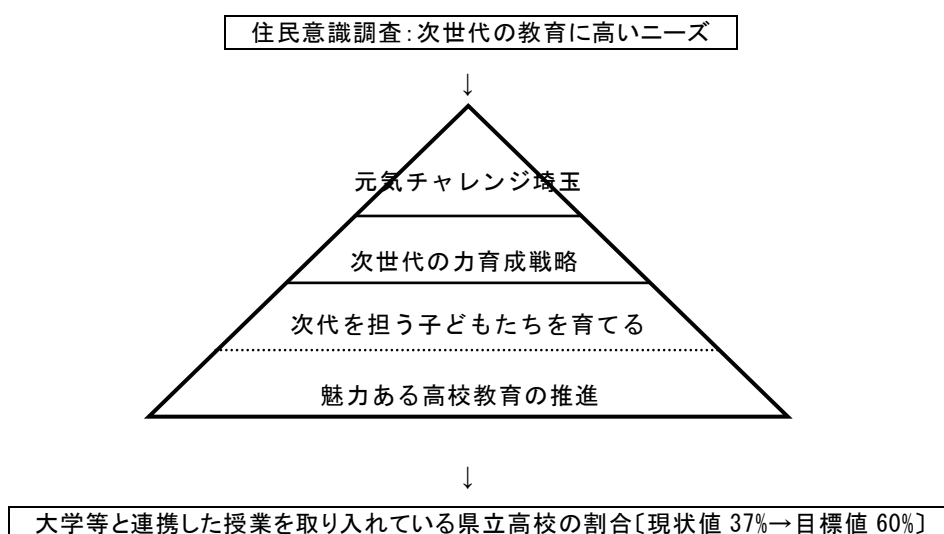 住民意識調査：次世代の教育に高いニーズ
↓
元気チャレンジ埼玉
次世代の力育成戦略
次代を担う子どもたちを育てる
魅力ある高校教育の推進
↓
大学等と連携した授業を取り入れている県立高校の割合〔現状値 37%→目標値 60%〕